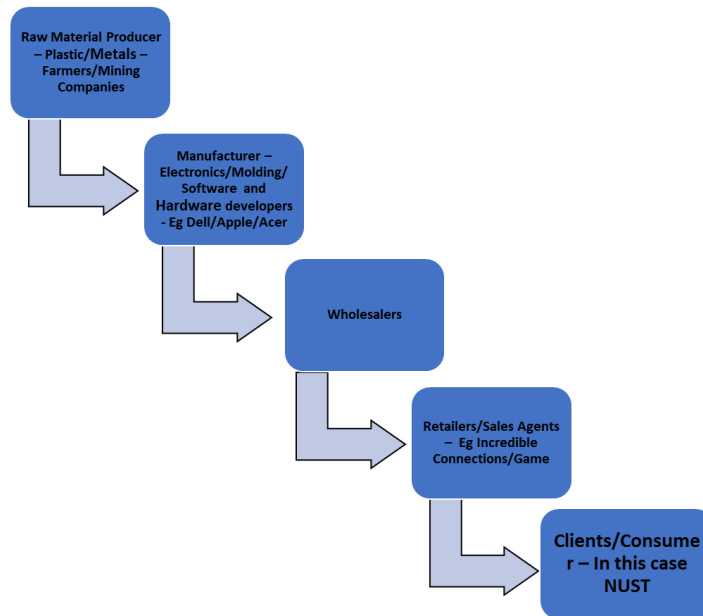 Raw Material Producer
– Plastic/Metals –
Farmers/Mining
Companies
Manufacturer –
Electronics/Molding/
Software and
Hardware developers
- Eg Dell/Apple/Acer
Wholesalers
Retailers/Sales Agents
– Eg Incredible
Connections/Game
Clients/Consume
r – In this case
NUST